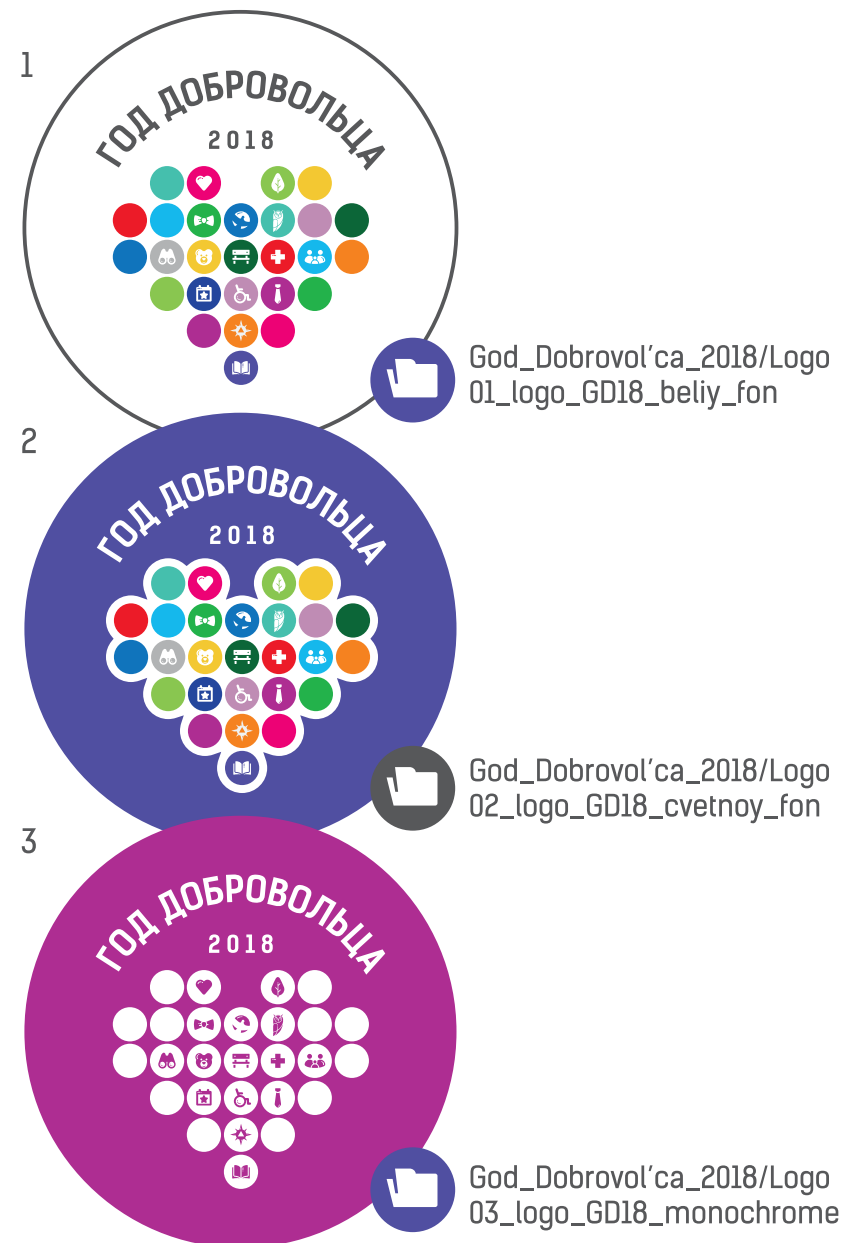 1
ГОД ДОБРОВОЛЬЦА
2018
God_Dobrovol'ca_2018/Logo
01_logo_GD18_beliy_fon
2
ГОД ДОБРОВОЛЬЦА
2018
God_Dobrovol'ca_2018/Logo
02_logo_GD18_cvetnoy_fon
3
ГОД ДОБРОВОЛЬЦА
2018
God_Dobrovol'ca_2018/Logo
03_logo_GD18_monochrome